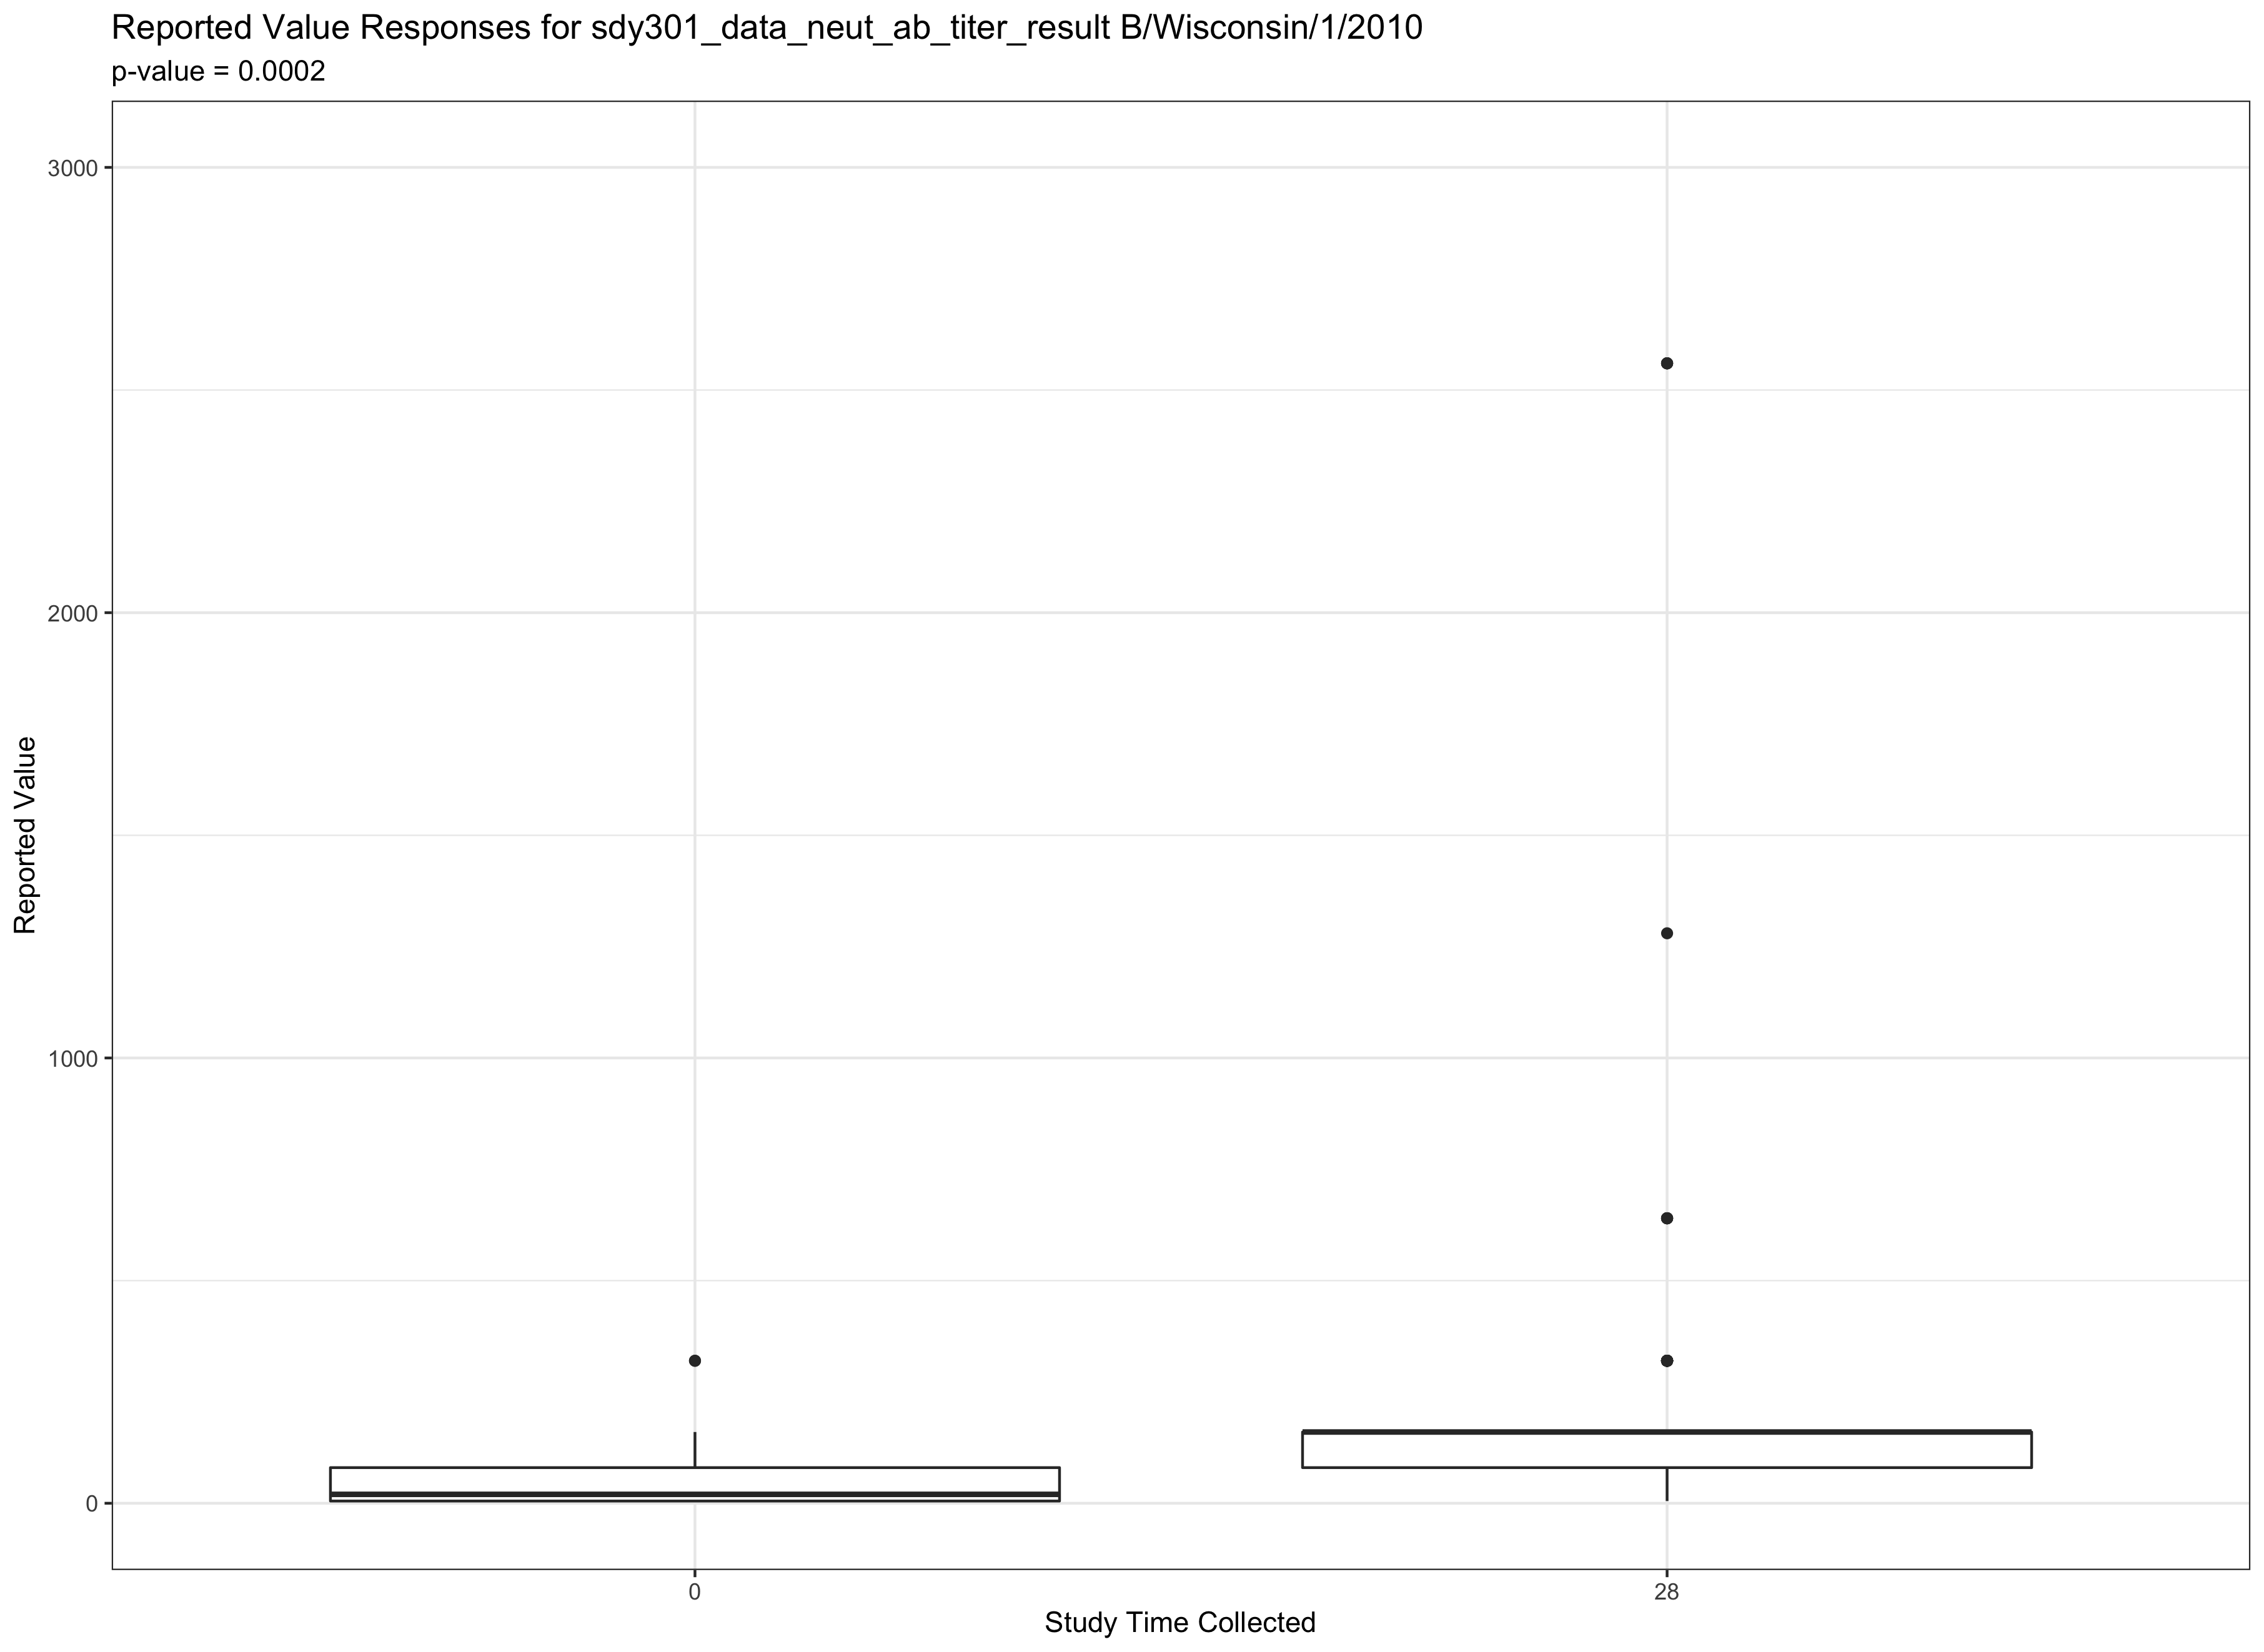 Reported Value Responses for sdy301_data_neut_ab_titer_result B/Wisconsin/1/2010
p-value = 0.0002
3000
2000
1000
0
Reported Value
0 28
Study Time Collected